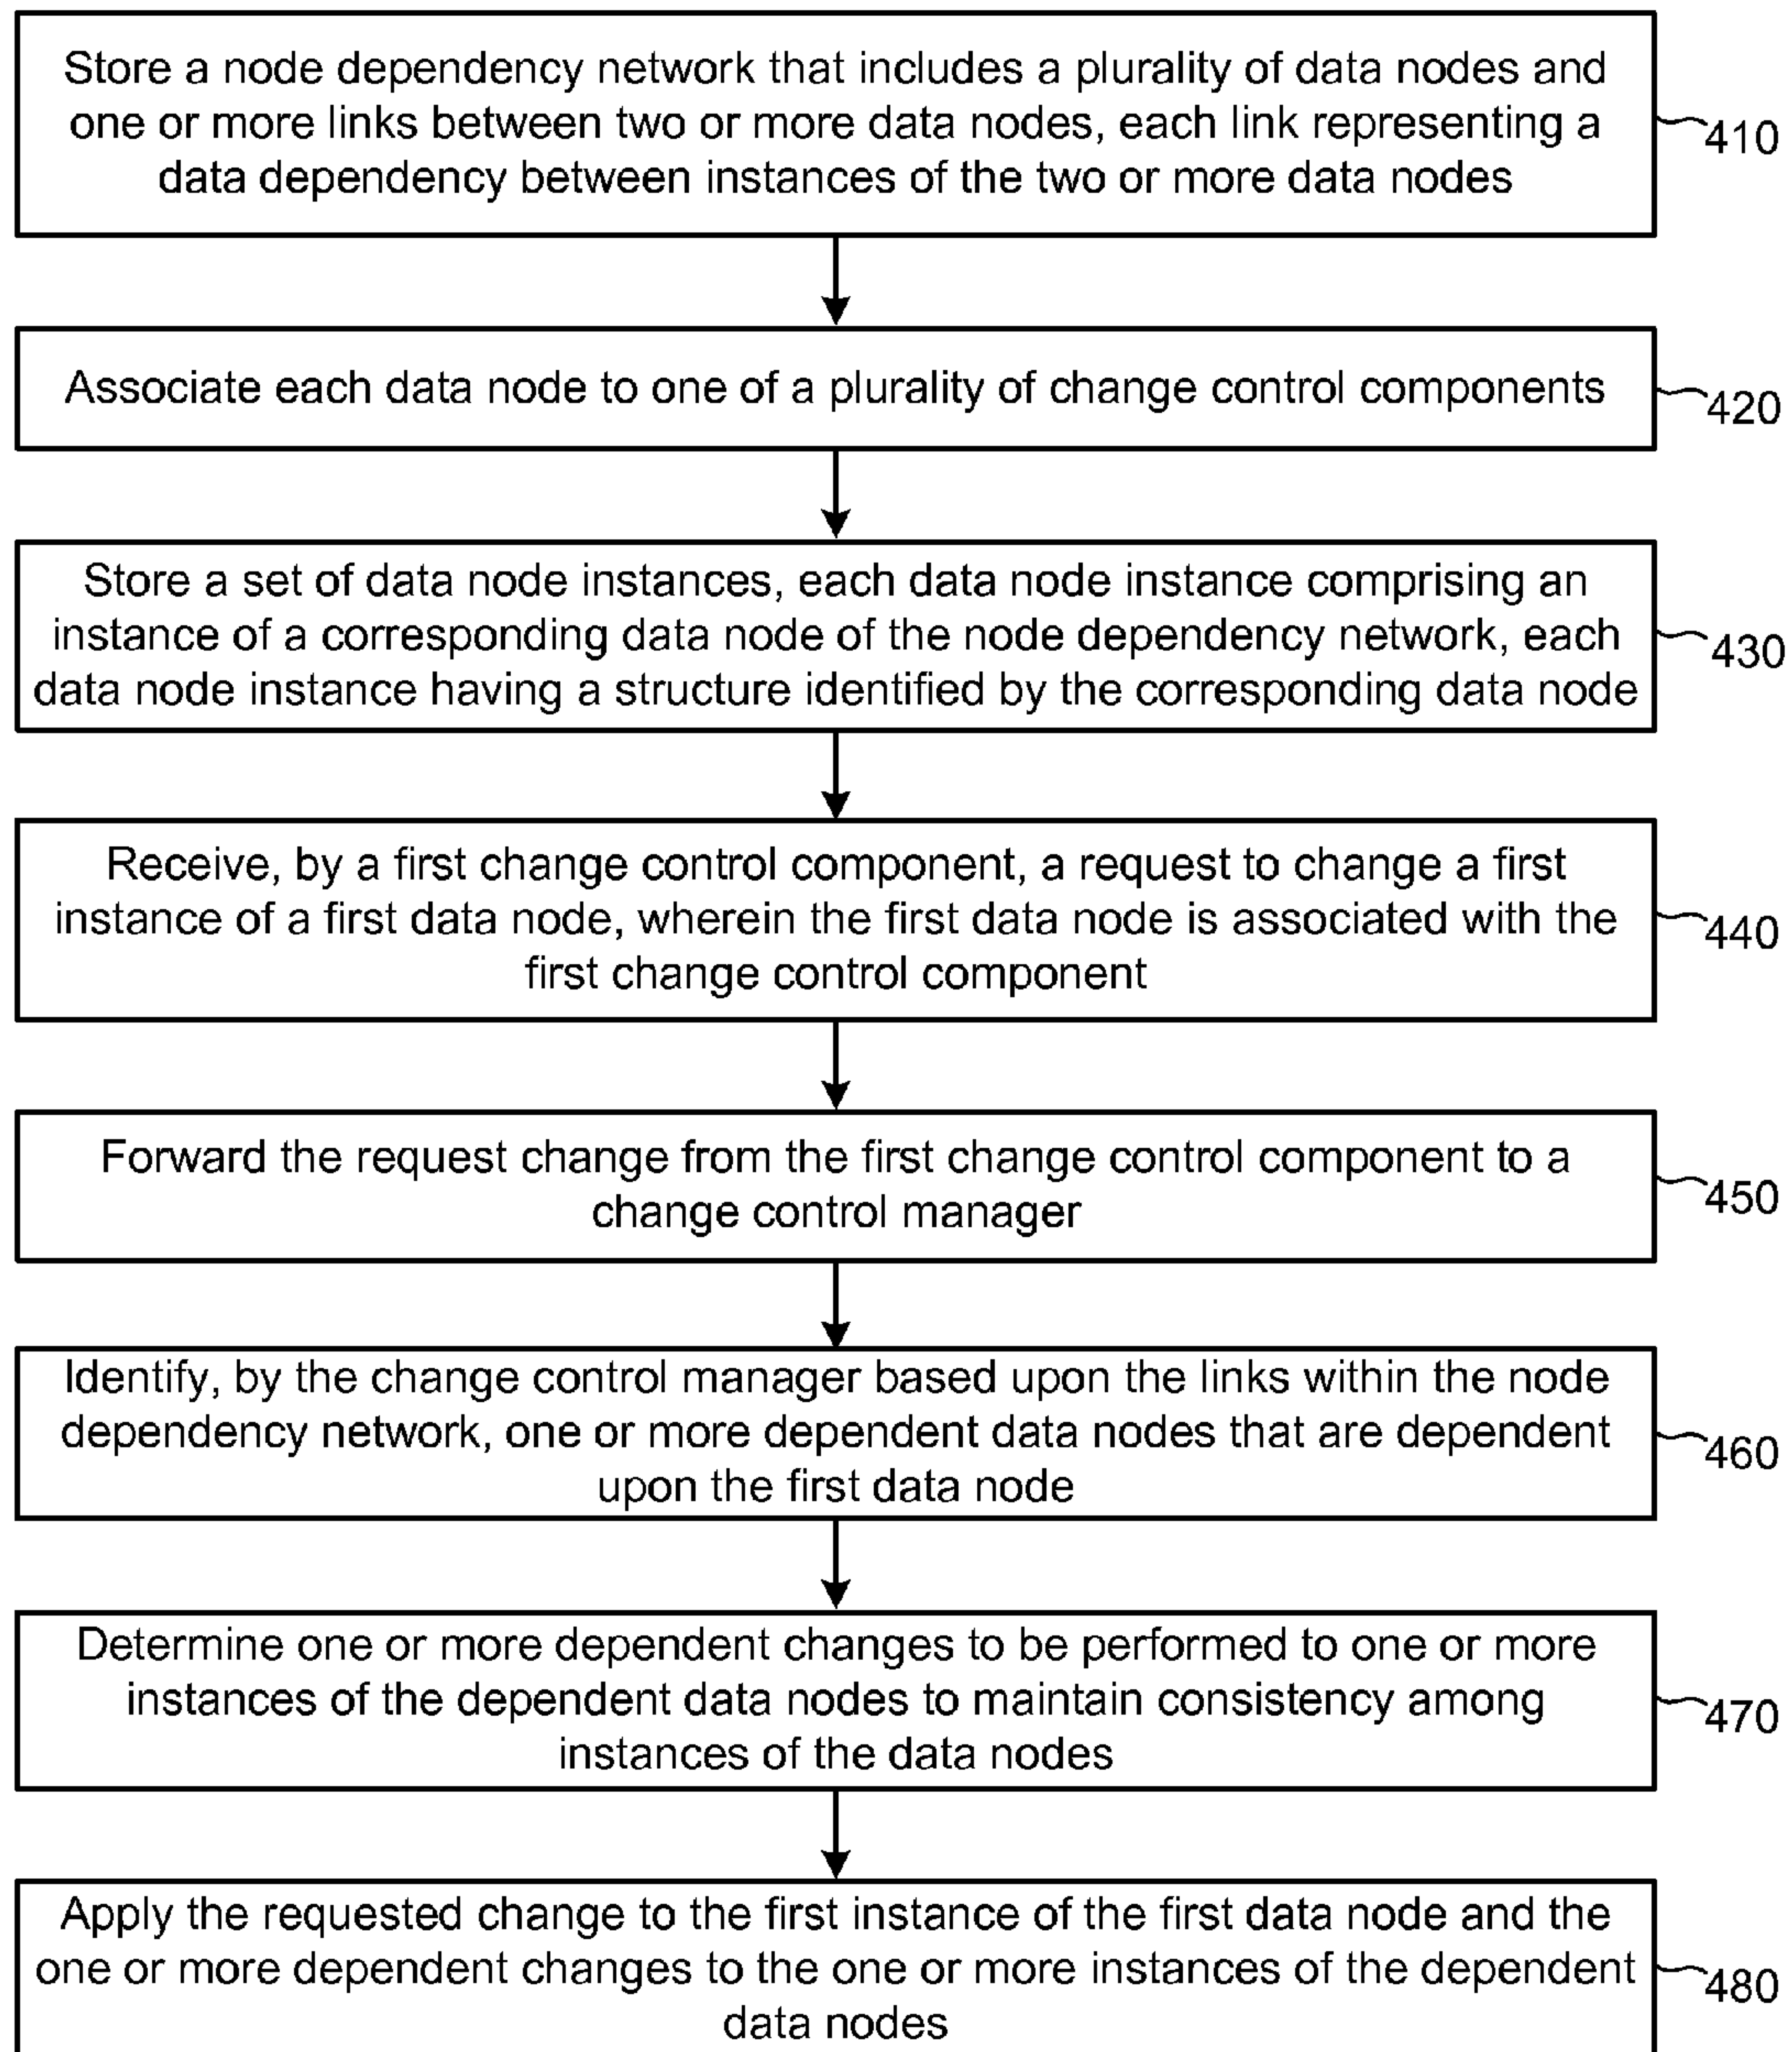 Store a node dependency network that includes a plurality of data nodes and
one or more links between two or more data nodes, each link representing a
data dependency between instances of the two or more data nodes
410
Associate each data node to one of a plurality of change control components
420
Store a set of data node instances, each data node instance comprising an
instance of a corresponding data node of the node dependency network, each
data node instance having a structure identified by the corresponding data node
430
Receive, by a first change control component, a request to change a first
instance of a first data node, wherein the first data node is associated with the
first change control component
440
Forward the request change from the first change control component to a
change control manager
450
Identify, by the change control manager based upon the links within the node
dependency network, one or more dependent data nodes that are dependent
upon the first data node
460
Determine one or more dependent changes to be performed to one or more
instances of the dependent data nodes to maintain consistency among
instances of the data nodes
470
Apply the requested change to the first instance of the first data node and the
one or more dependent changes to the one or more instances of the dependent
data nodes
480